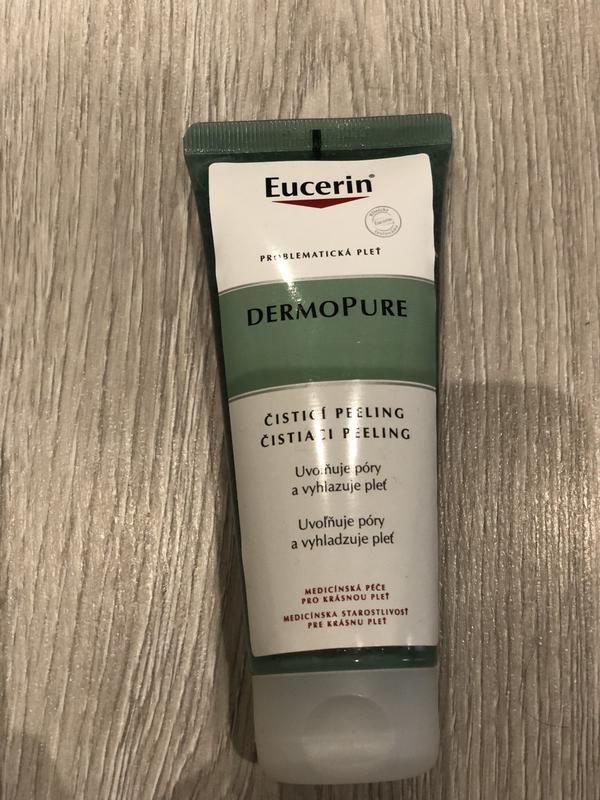 Eucerin®
Eucerin
PROBLEMATICKÁ PLEŤ
DERMOPURE
ČISTICÍ PEELING
ČISTIACI PEELING
Uvolňuje póry
a vyhlazuje pleť
Uvoľňuje póry
a vyhladzuje pleť
MEDICÍNSKÁ PÉČE
PRO KRÁSNOU PLEŤ
MEDICÍNSKA STAROSTLIVOSŤ
PRE KRÁSNU PLEŤ